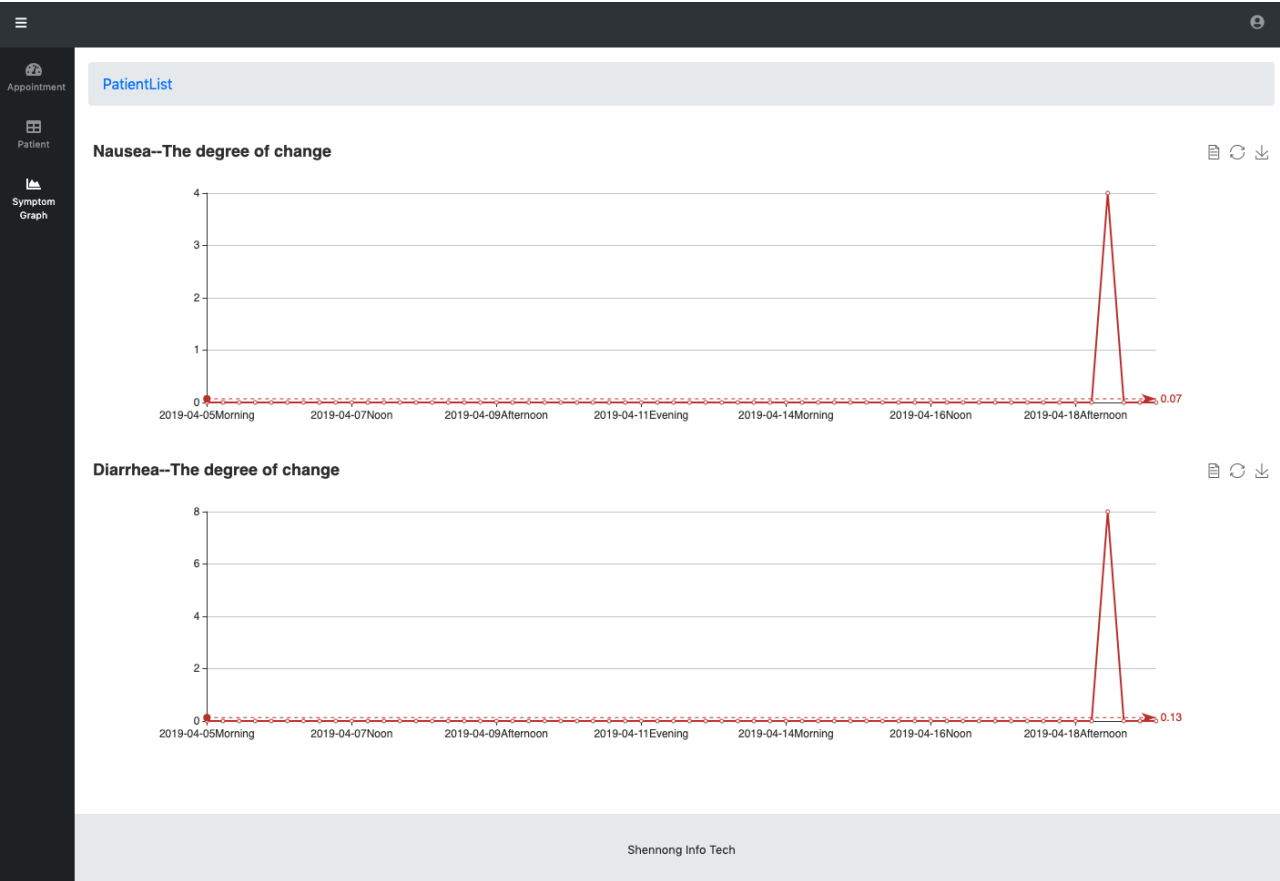 Appointment
Patient
Symptom
Graph
PatientList
Nausea--The degree of change
4
3
2
1
0
0.07
2019-04-05Morning 2019-04-07Noon 2019-04-09Afternoon 2019-04-11Evening 2019-04-14Morning 2019-04-16Noon 2019-04-18Afternoon
Diarrhea--The degree of change
8
6
4
2
0
0.13
2019-04-05Morning 2019-04-07Noon 2019-04-09Afternoon 2019-04-11Evening 2019-04-14Morning 2019-04-16Noon 2019-04-18Afternoon
Shennong Info Tech